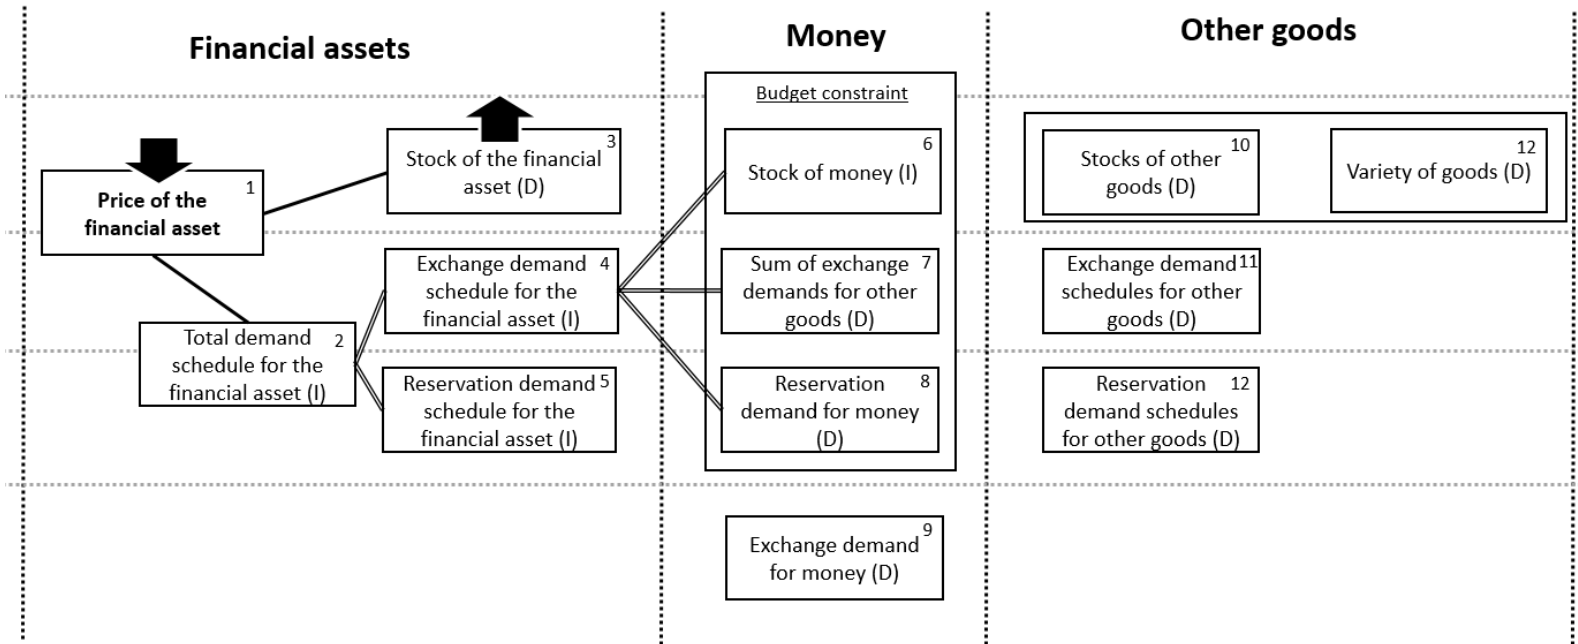 Financial assets
Money
Other goods
Budget constraint
1
Price of the
financial asset
3
Stock of the financial
asset (D)
6
Stock of money (I)
10
Stocks of other
goods (D)
12
Variety of goods (D)
2
Total demand
schedule for the
financial asset (I)
4
Exchange demand
schedule for the
financial asset (I)
7
Sum of exchange
demands for other
goods (D)
11
Exchange demand
schedules for other
goods (D)
5
Reservation demand
schedule for the
financial asset (I)
8
Reservation
demand for money
(D)
12
Reservation
demand schedules
for other goods (D)
9
Exchange demand
for money (D)